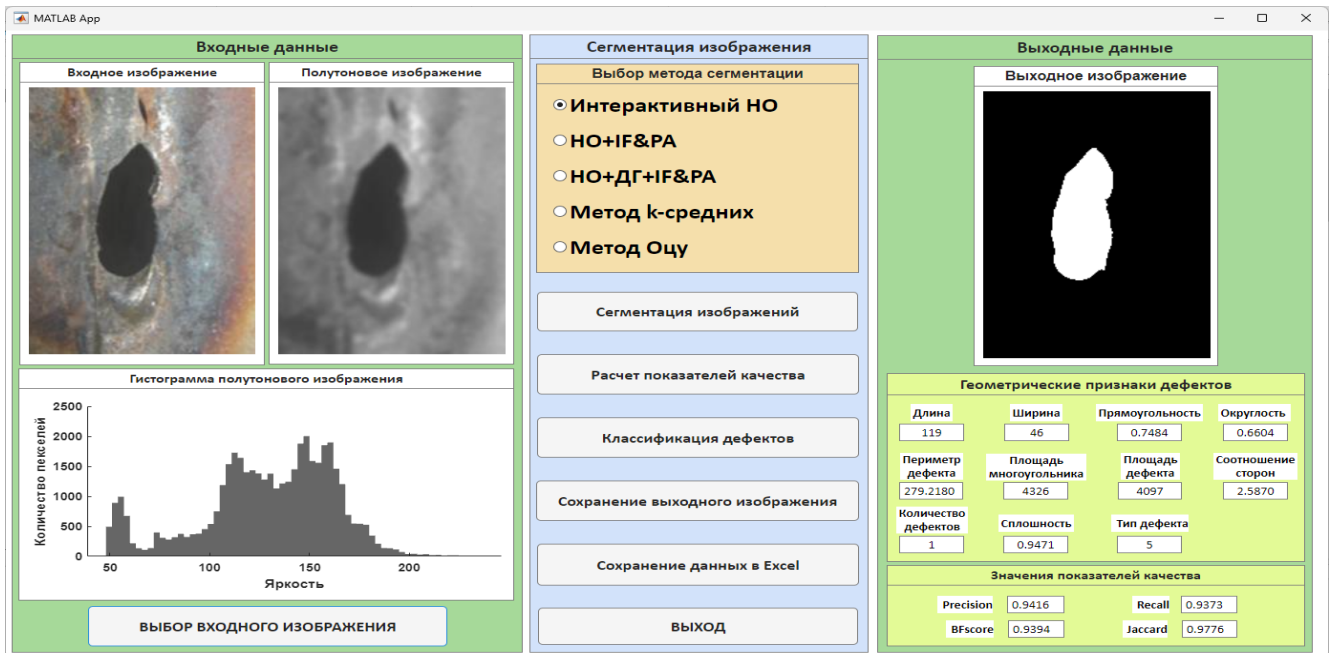 MATLAB App
Входные данные
Входное изображение
Полутоновое изображение
Гистограмма полутонового изображения
Количество пекселей
2500
2000
1500
1000
500
0
50 100 150 200
Яркость
ВЫБОР ВХОДНОГО ИЗОБРАЖЕНИЯ
Сегментация изображения
Выбор метода сегментации
Интерактивный НО
НО+IF&PA
НО+ДГ+IF&PA
Метод k-средних
Метод Оцу
Сегментация изображений
Расчет показателей качества
Классификация дефектов
Сохранение выходного изображения
Сохранение данных в Excel
ВЫХОД
Выходные данные
Выходное изображение
Геометрические признаки дефектов
Длина Ширина Прямоугольность Округлость
119 46 0.7484 0.6604
Периметр дефекта
Площадь многоугольника
Площадь дефекта
Соотношение сторон
279.2180 4326 4097 2.5870
Количество дефектов
Сплошность
Тип дефекта
1 0.9471 5
Значения показателей качества
Precision 0.9416 Recall 0.9373
BFscore 0.9394 Jaccard 0.9776